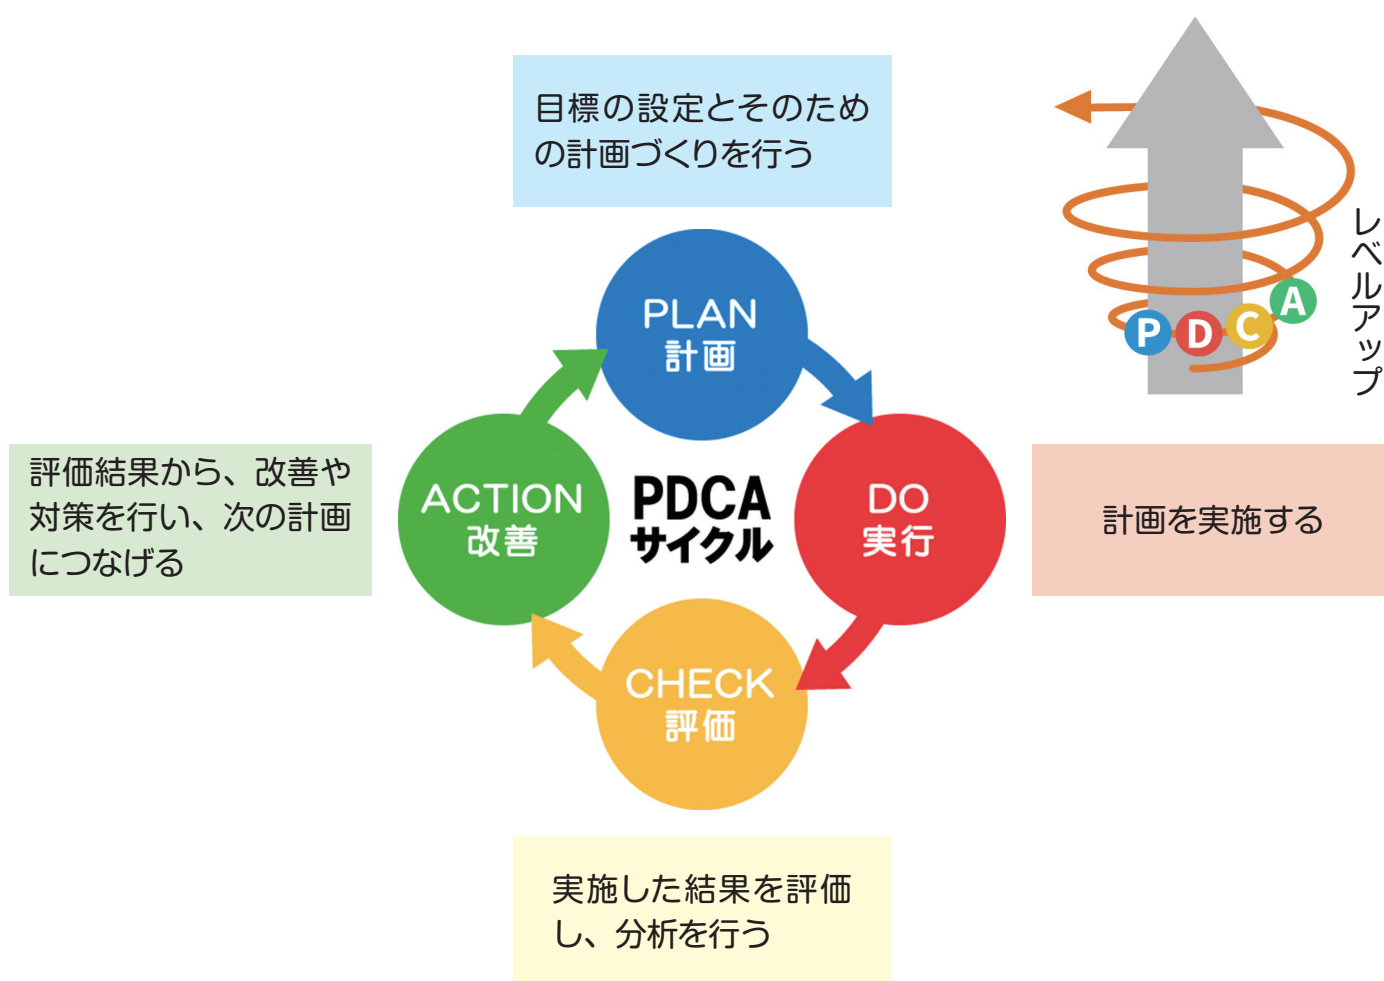 目標の設定とそのため
の計画づくりを行う
PLAN
計画
DO
実行
計画を実施する
CHECK
評価
実施した結果を評価
し、分析を行う
ACTION
改善
評価結果から、改善や
対策を行い、次の計画
につなげる
PDCA
サイクル
P D C A
レベルアップ